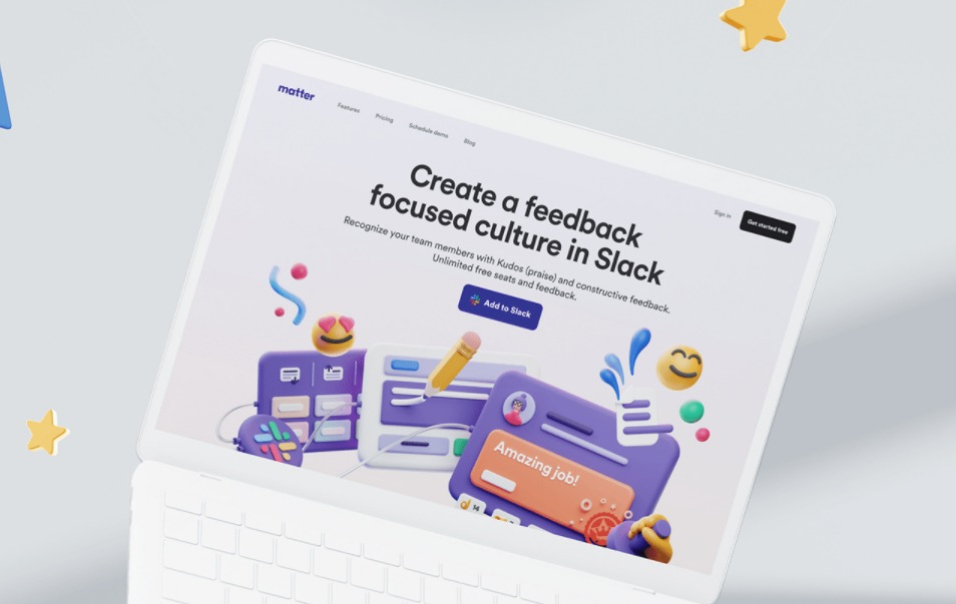 matter
Features
Pricing
Schedule demo
Blog
Sign in
Get started free
Create a feedback
focused culture in Slack
Recognize your team members with Kudos (praise) and constructive feedback.
Unlimited free seats and feedback.
Add to Slack
Amazing job!
14